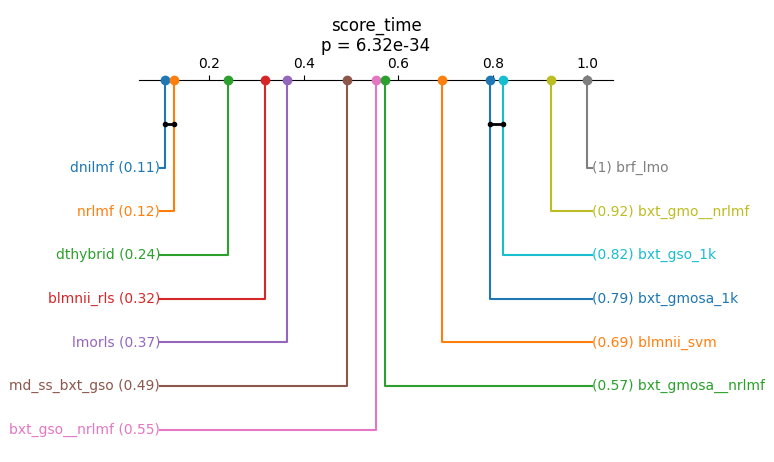 score_time
p = 6.32e-34
0.2 0.4 0.6 0.8 1.0
dnilmf (0.11) (1) brf_lmo
nrlmf (0.12) (0.92) bxt_gmo__nrlmf
dthybrid (0.24) (0.82) bxt_gso_1k
blmnii_rls (0.32) (0.79) bxt_gmosa_1k
lmorls (0.37) (0.69) blmnii_svm
md_ss_bxt_gso (0.49) (0.57) bxt_gmosa__nrlmf
bxt_gso__nrlmf (0.55)